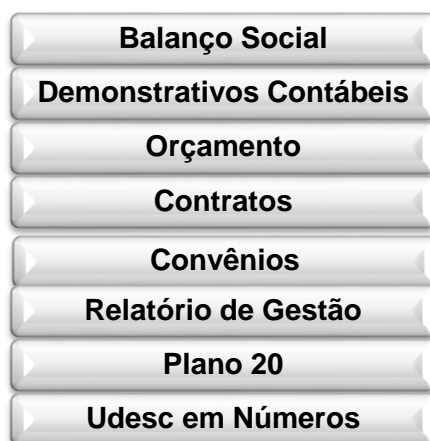 Balanço Social
Demonstrativos Contábeis
Orçamento
Contratos
Convênios
Relatório de Gestão
Plano 20
Udesc em Números